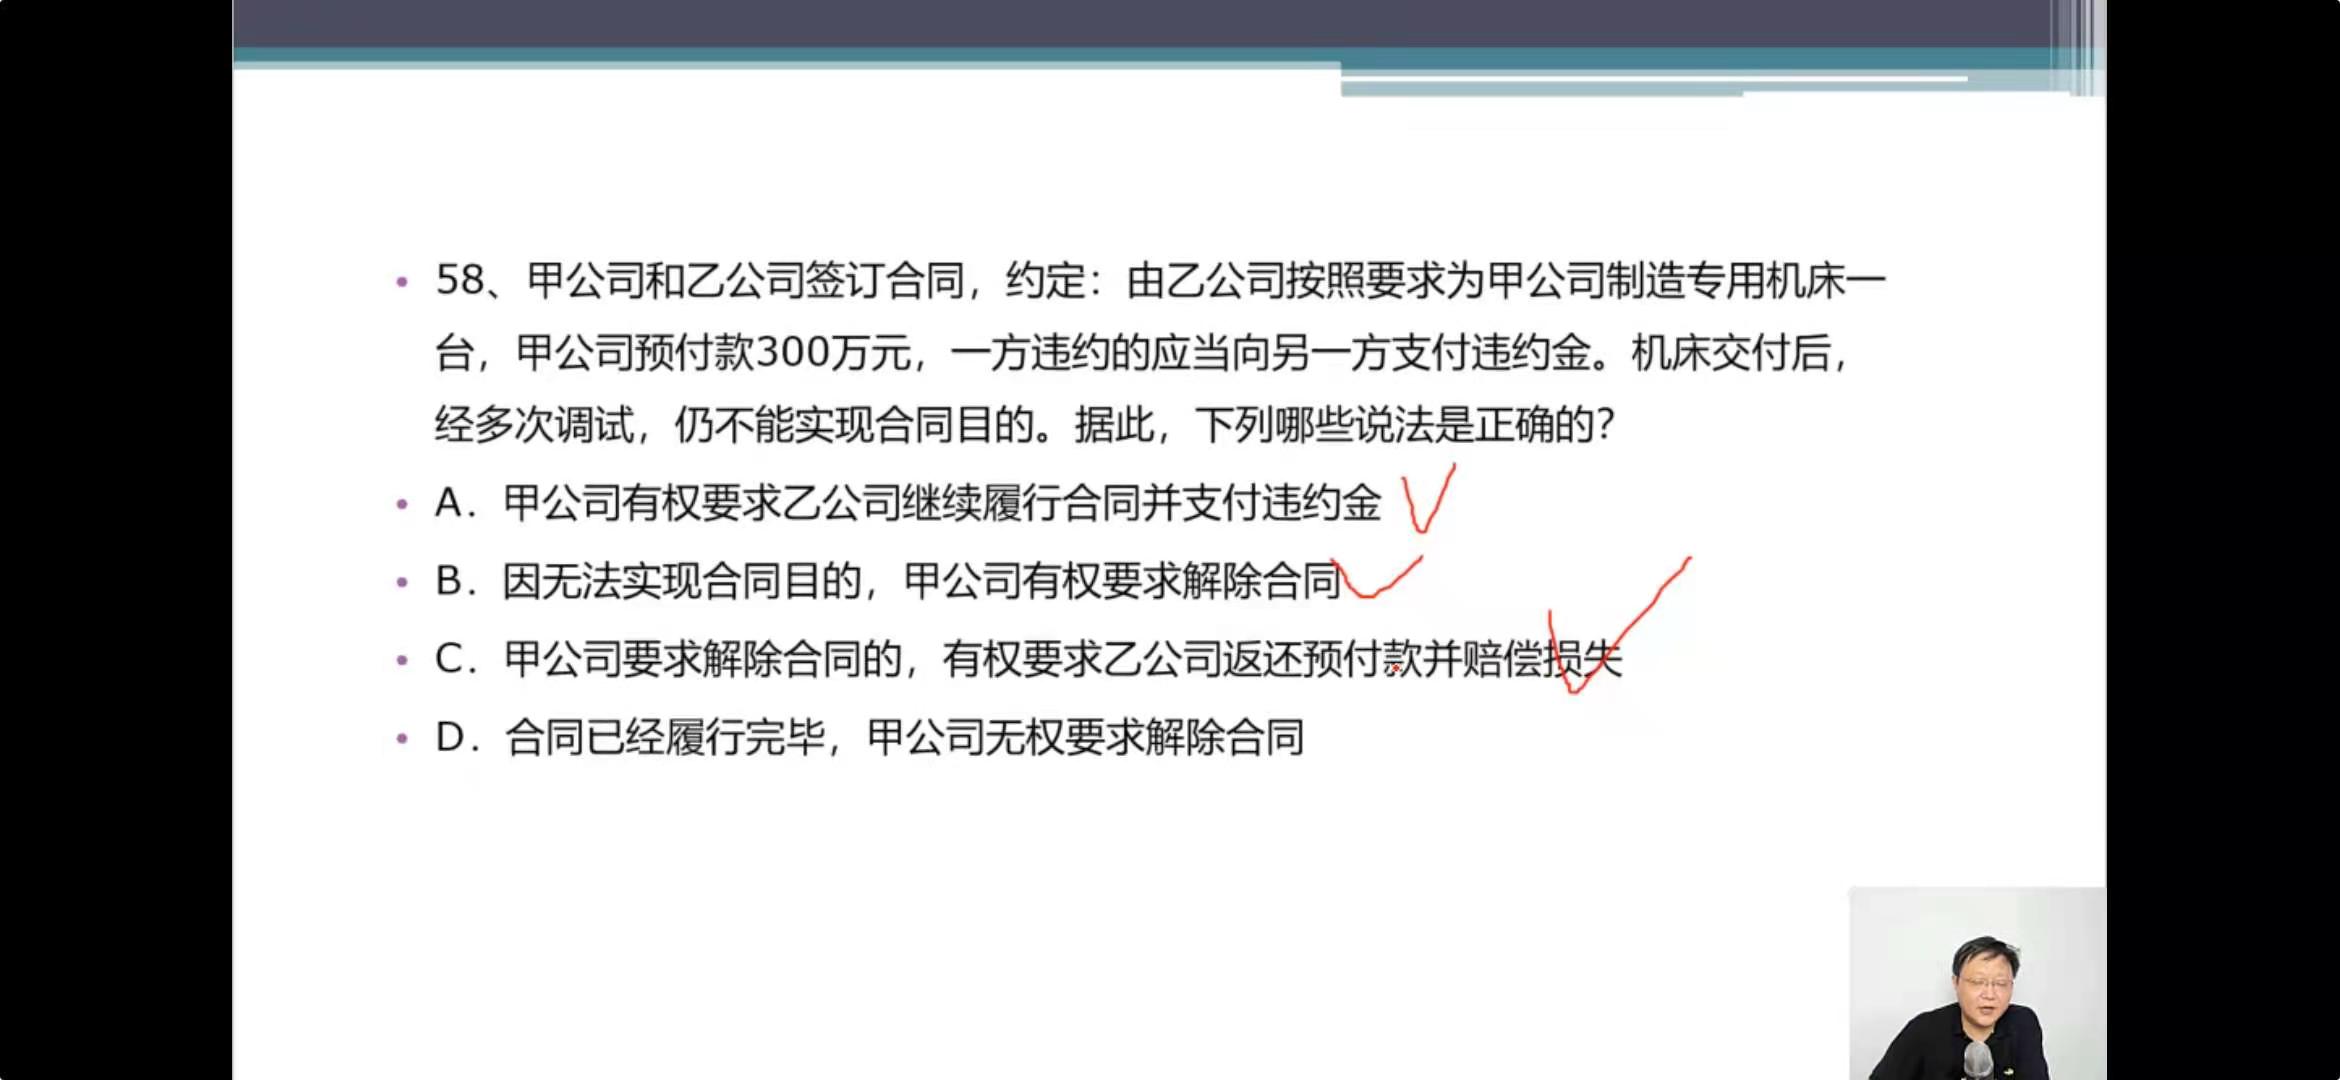 58、甲公司和乙公司签订合同，约定：由乙公司按照要求为甲公司制造专用机床一
台，甲公司预付款300万元，一方违约的应当向另一方支付违约金。机床交付后，
经多次调试，仍不能实现合同目的。据此，下列哪些说法是正确的？
A．甲公司有权要求乙公司继续履行合同并支付违约金
B．因无法实现合同目的，甲公司有权要求解除合同
C．甲公司要求解除合同的，有权要求乙公司返还预付款并赔偿损失
D．合同已经履行完毕，甲公司无权要求解除合同